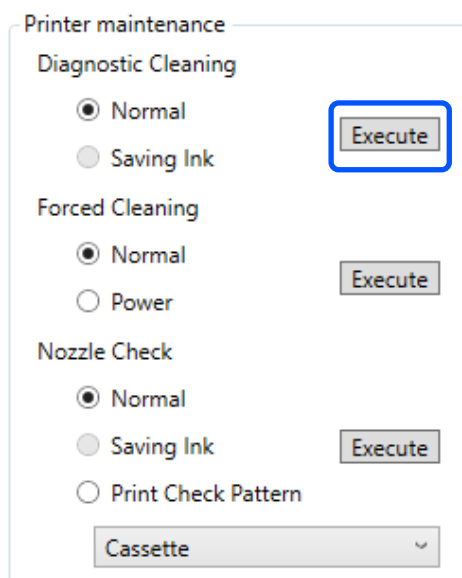 Printer maintenance
Diagnostic Cleaning
Normal
Execute
Saving Ink
Forced Cleaning
Normal
Execute
Power
Nozzle Check
Normal
Saving Ink
Execute
Print Check Pattern
Cassette